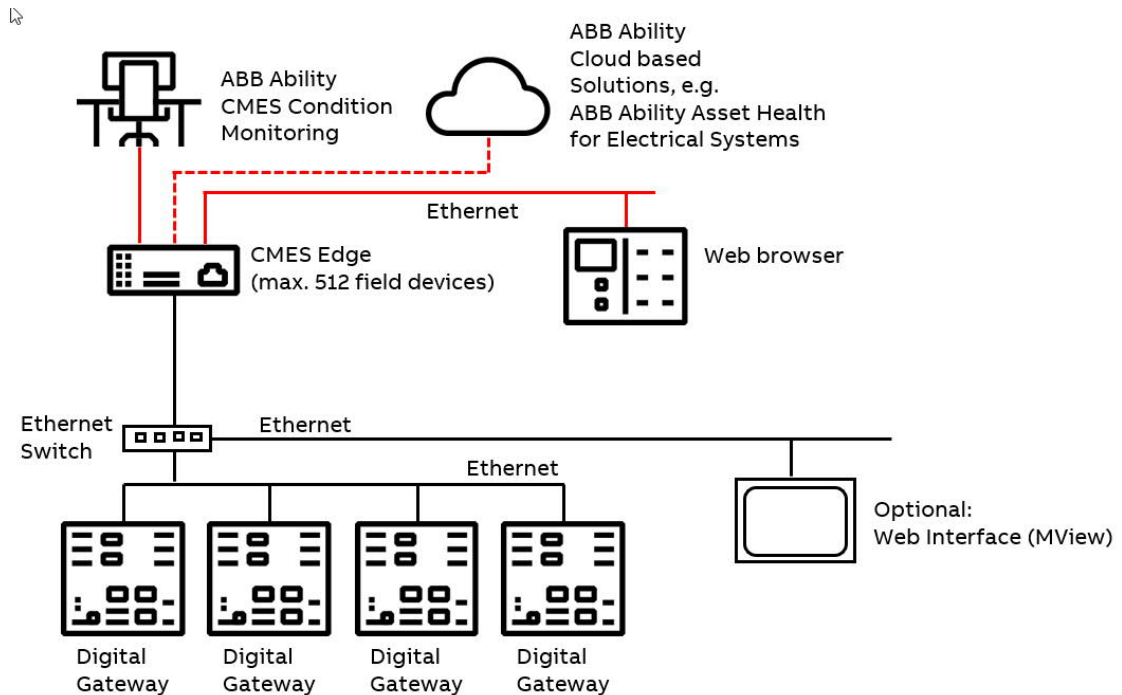 ABB Ability
CMES Condition
Monitoring
ABB Ability
Cloud based
Solutions, e.g.
ABB Ability Asset Health
for Electrical Systems
Ethernet
CMES Edge
(max. 512 field devices)
Web browser
Ethernet
Switch
Ethernet
Ethernet
Optional:
Web Interface (MView)
Digital
Gateway
Digital
Gateway
Digital
Gateway
Digital
Gateway